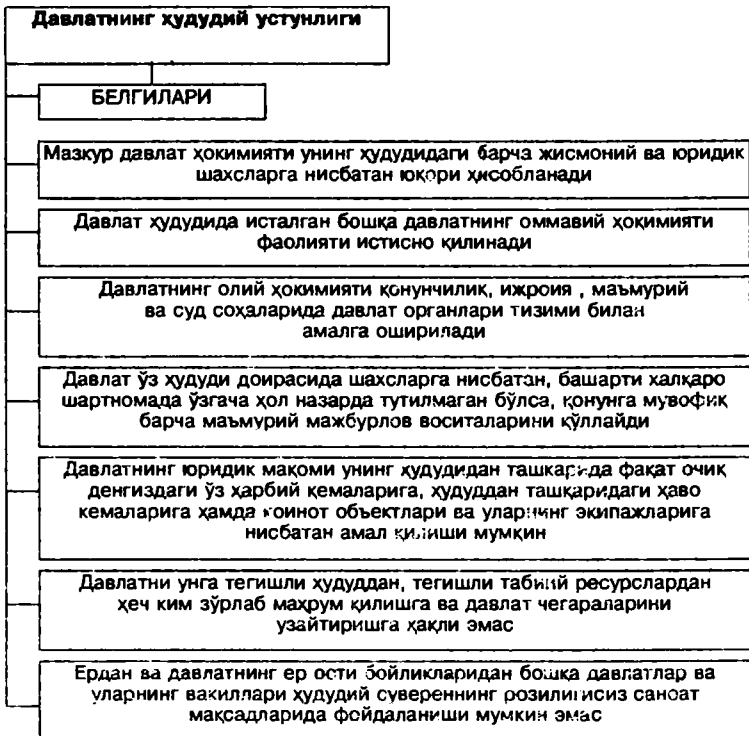 Давлатнинг ҳудудий устунлиги
БЕЛГИЛАРИ
Мазкур давлат ҳокимияти унинг ҳудудидаги барча жисмоний ва юридик
шахсларга нисбатан юқори ҳисобланади
Давлат ҳудудида исталган бошқа давлатнинг оммавий ҳокимияти
фаолияти истисно қилинади
Давлатнинг олий ҳокимияти қонунчилик, ижроия , маъмурий
ва суд соҳаларида давлат органлари тизими билан
амалга оширилади
Давлат ўз ҳудуди доирасида шахсларга нисбатан, башарти халқаро
шартномада ўзгача ҳол назарда тутилмаган бўлса, қонунга мувофиқ
барча маъмурий мажбурлов воситаларини қўллайди
Давлатнинг юридик мақоми унинг ҳудудидан ташқарида фақат очиқ
денгиздаги ўз ҳарбий кемаларига, ҳудуддан ташқаридаги ҳаво
кемаларига ҳамда коинот объектлари ва уларнинг экипажларига
нисбатан амал қилиши мумкин
Давлатни унга тегишли ҳудуддан, тегишли табиий ресурслардан
ҳеч ким зўрлаб маҳрум қилишга ва давлат чегараларини
узайтиришга ҳақли эмас
Ердан ва давлатнинг ер ости бойликларидан бошқа давлатлар ва
уларнинг вакиллари ҳудудий сувереннинг розилигисиз саноат
мақсадларида фойдаланиши мумкин эмас